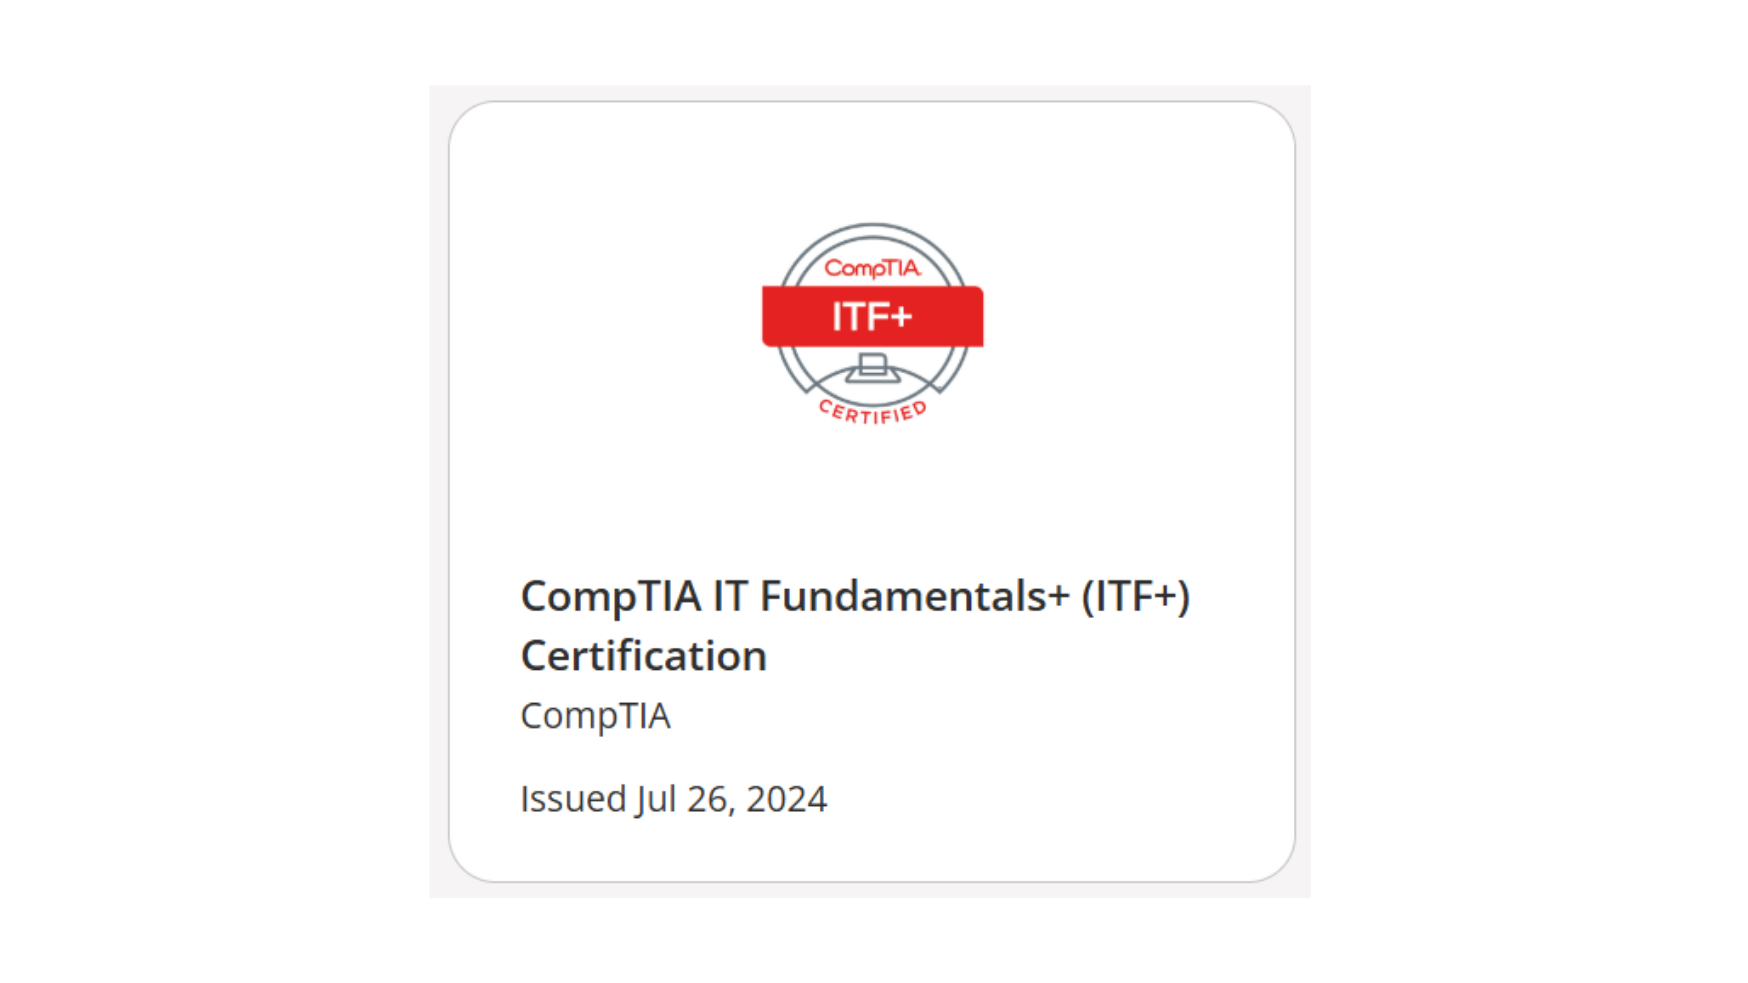 CompTIA.
ITF+
CERTIFIED
CompTIA IT Fundamentals+ (ITF+)
Certification
CompTIA
Issued Jul 26, 2024